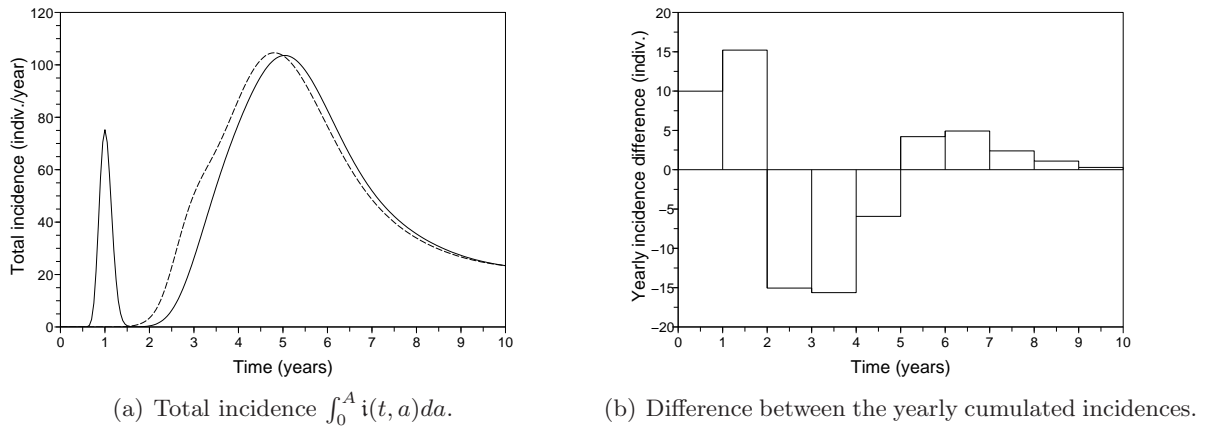 120
100
80
60
40
20
0
Total incidence (indiv./year)
0 1 2 3 4 5 6 7 8 9 10
Time (years)
(a) Total incidence ∫₀ᴬ 𝔦(t, a)da.
20
15
10
5
0
−5
−10
−15
−20
Yearly incidence difference (indiv.)
0 1 2 3 4 5 6 7 8 9 10
Time (years)
(b) Difference between the yearly cumulated incidences.